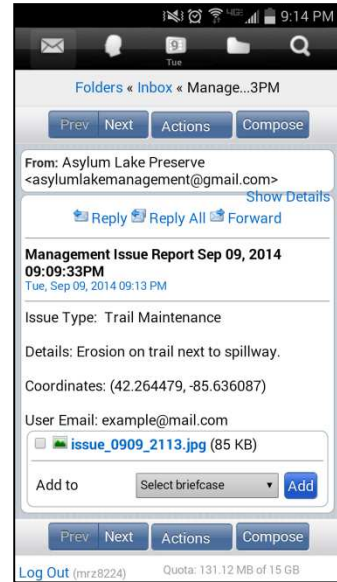 4G LTE 9:14 PM
9
Tue
Folders « Inbox « Manage...3PM
Prev Next Actions Compose
From: Asylum Lake Preserve
<asylumlakemanagement@gmail.com>
Show Details
Reply Reply All Forward
Management Issue Report Sep 09, 2014
09:09:33PM
Tue, Sep 09, 2014 09:13 PM
Issue Type: Trail Maintenance
Details: Erosion on trail next to spillway.
Coordinates: (42.264479, -85.636087)
User Email: example@mail.com
issue_0909_2113.jpg (85 KB)
Add to Select briefcase Add
Prev Next Actions Compose
Log Out (mrz8224) Quota: 131.12 MB of 15 GB